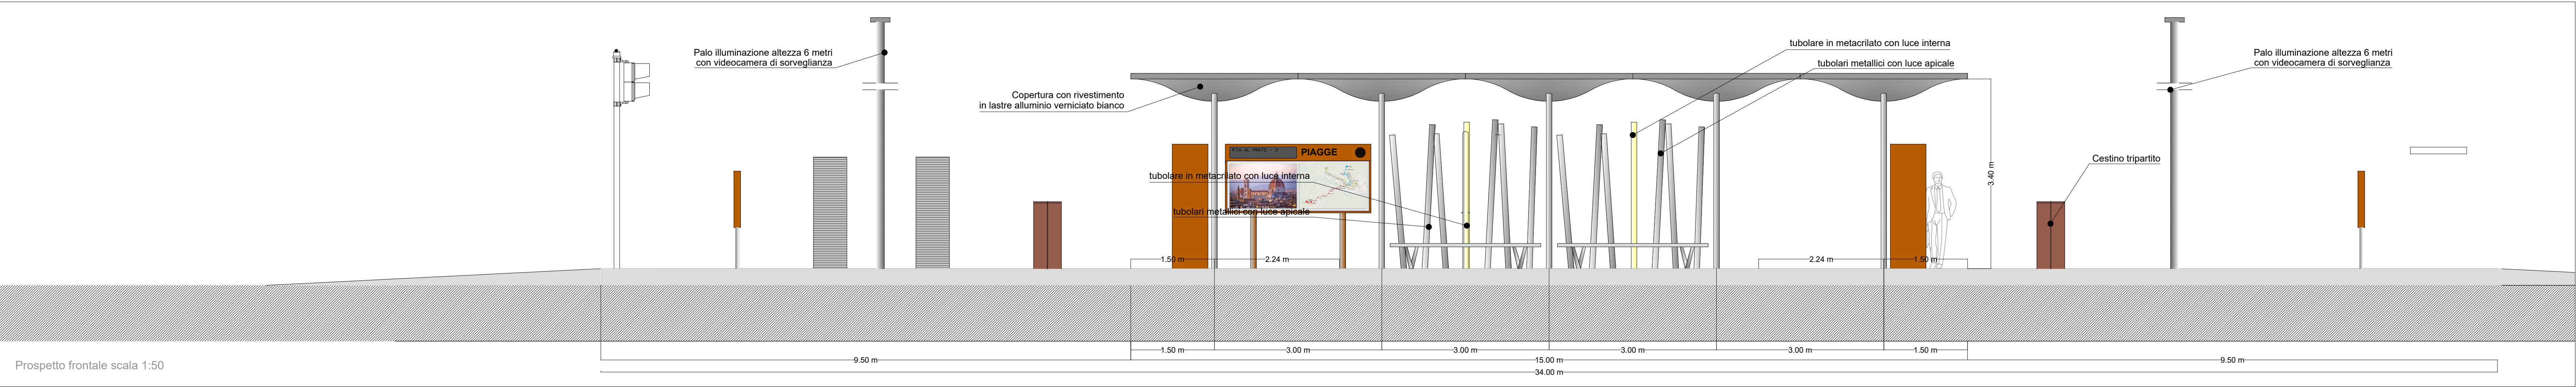 tubolare in metacrilato con luce interna
Palo illuminazione altezza 6 metri
con videocamera di sorveglianza
Palo illuminazione altezza 6 metri
con videocamera di sorveglianza
tubolari metallici con luce apicale
Copertura con rivestimento
in lastre alluminio verniciato bianco
PIAGGE
Cestino tripartito
tubolare in metacrilato con luce interna
3.40 m
tubolari metallici con luce apicale
1.50 m
2.24 m
2.24 m
1.50 m
1.50 m
3.00 m
3.00 m
3.00 m
3.00 m
1.50 m
9.50 m
15.00 m
9.50 m
34.00 m
Prospetto frontale scala 1:50